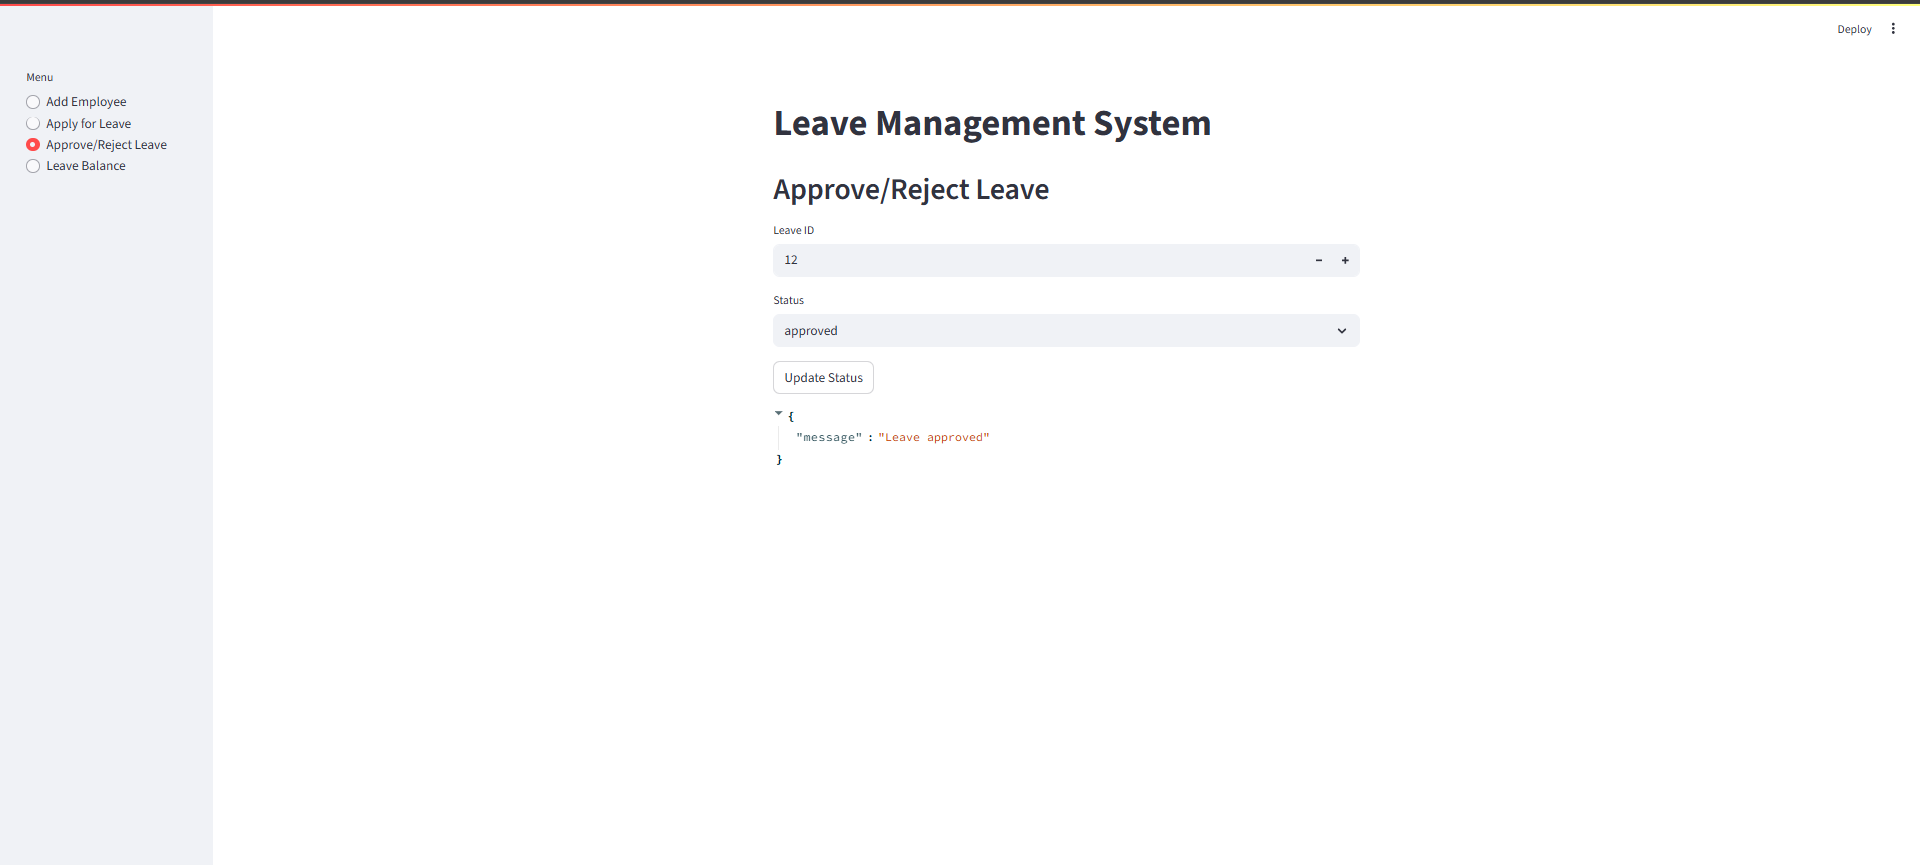 Deploy
Menu
Add Employee
Apply for Leave
Approve/Reject Leave
Leave Balance
Leave Management System
Approve/Reject Leave
Leave ID
12
Status
approved
Update Status
{
"message" : "Leave approved"
}